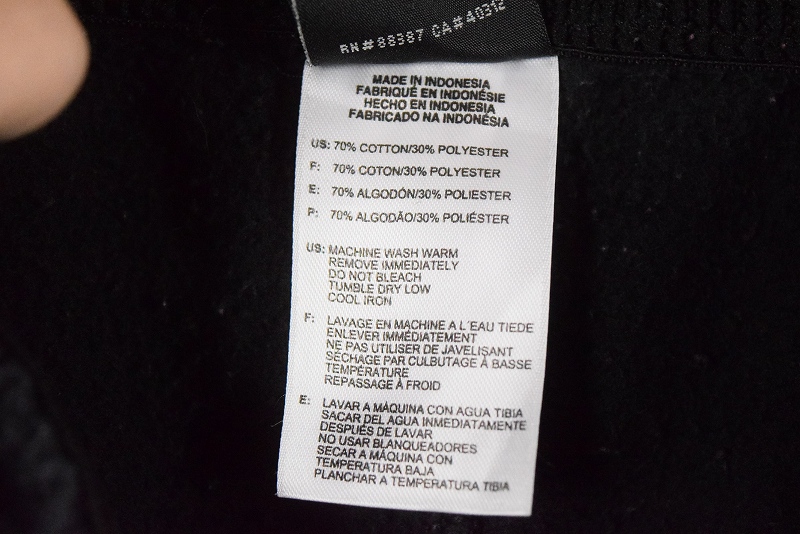 RN#88387 CA#40312
MADE IN INDONESIA
FABRIQUÉ EN INDONÉSIE
HECHO EN INDONESIA
FABRICADO NA INDONÉSIA
US: 70% COTTON/30% POLYESTER
F: 70% COTON/30% POLYESTER
E: 70% ALGODÓN/30% POLIESTER
P: 70% ALGODÃO/30% POLIÉSTER
US: MACHINE WASH WARM
REMOVE IMMEDIATELY
DO NOT BLEACH
TUMBLE DRY LOW
COOL IRON
F: LAVAGE EN MACHINE A L'EAU TIEDE
ENLEVER IMMÉDIATEMENT
NE PAS UTILISER DE JAVELISANT
SÉCHAGE PAR CULBUTAGE À BASSE
TEMPÉRATURE
REPASSAGE À FROID
E: LAVAR A MÁQUINA CON AGUA TIBIA
SACAR DEL AGUA INMEDIATAMENTE
DESPUÉS DE LAVAR
NO USAR BLANQUEADORES
SECAR A MÁQUINA CON
TEMPERATURA BAJA
PLANCHAR A TEMPERATURA TIBIA